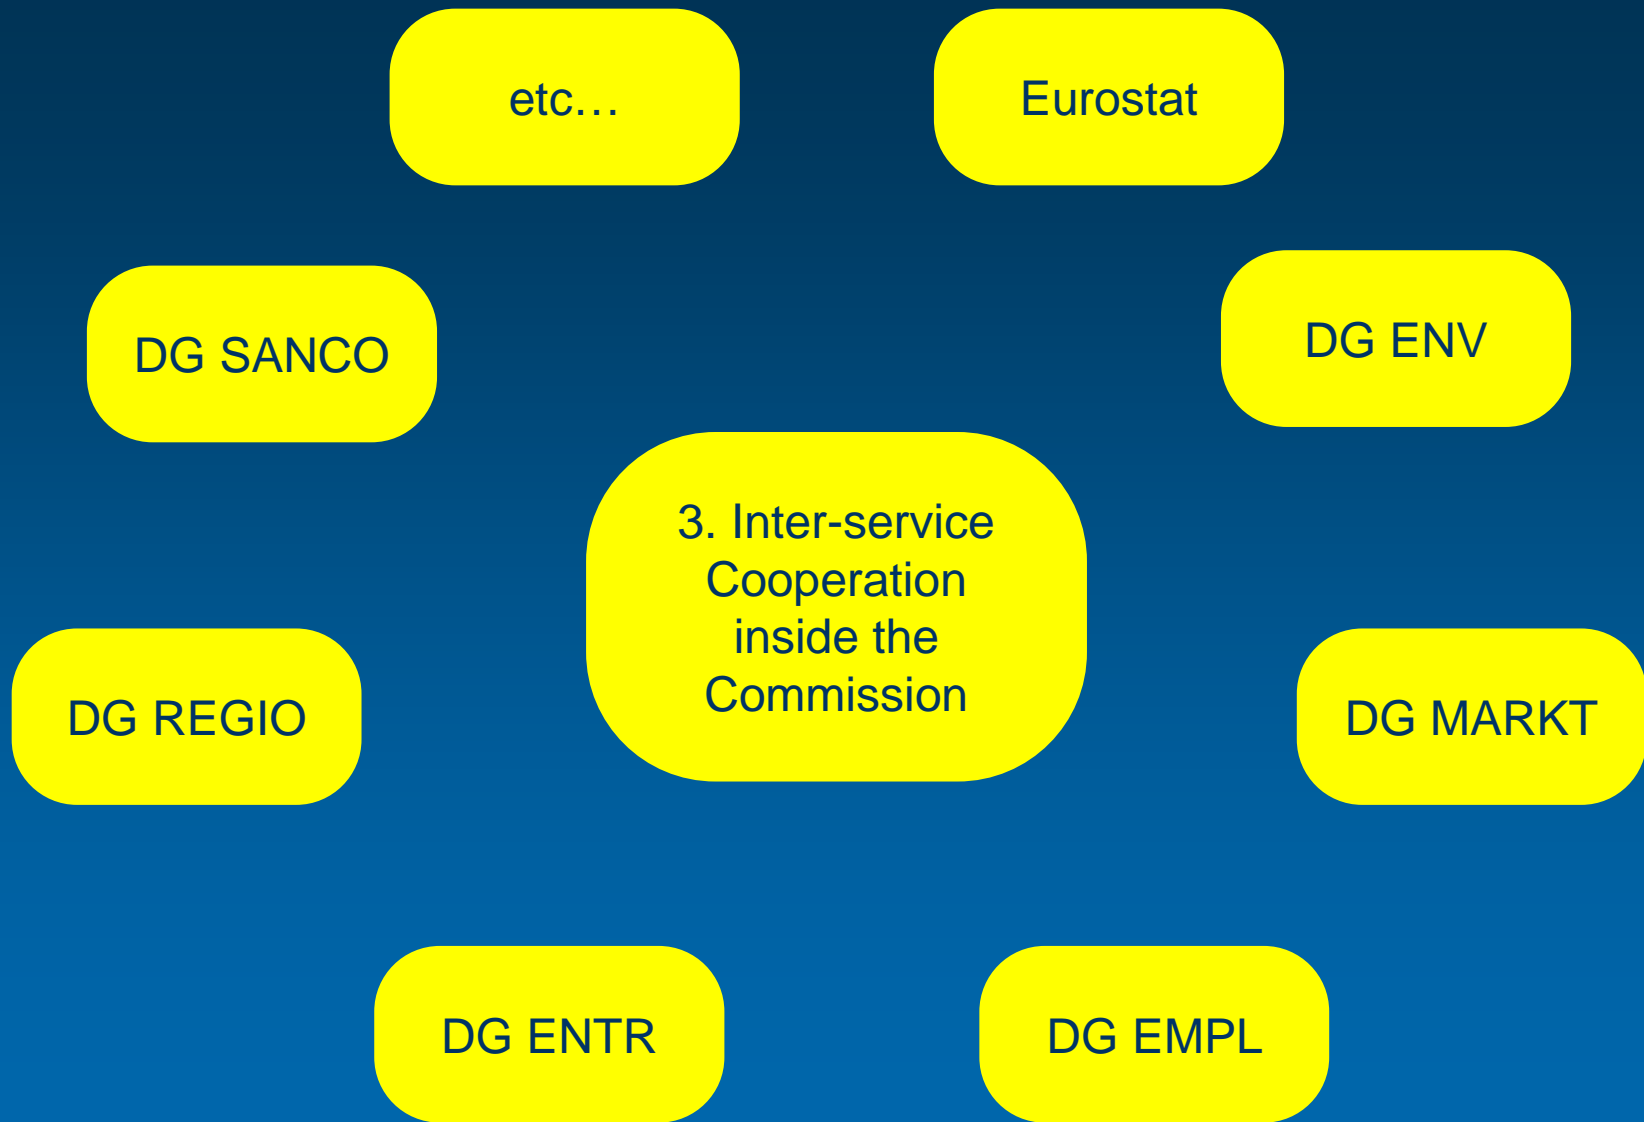 etc…
Eurostat
DG SANCO
DG ENV
3. Inter-service
Cooperation
inside the
Commission
DG REGIO
DG MARKT
DG ENTR
DG EMPL